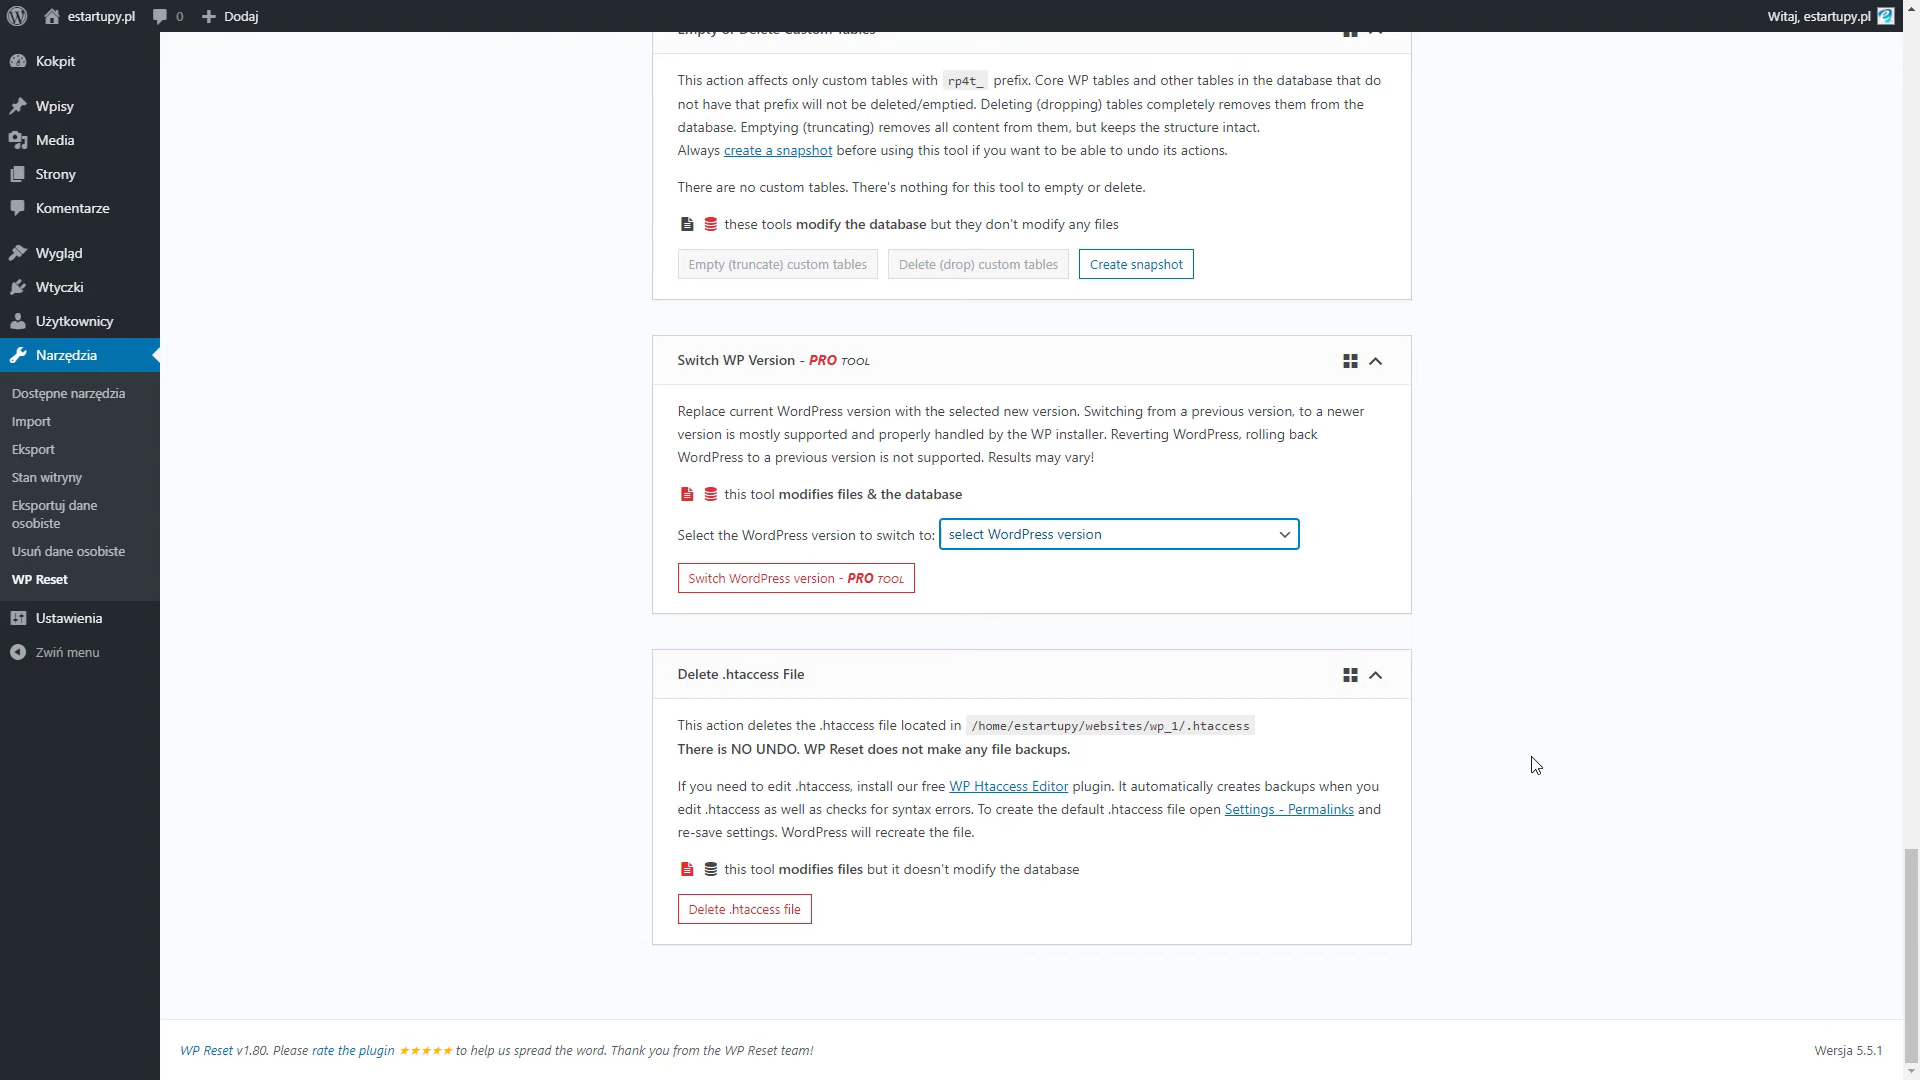 estartupy.pl 0 Dodaj Witaj, estartupy.pl
Kokpit
Wpisy
Media
Strony
Komentarze
Wygląd
Wtyczki
Użytkownicy
Narzędzia
Dostępne narzędzia
Import
Eksport
Stan witryny
Eksportuj dane
osobiste
Usuń dane osobiste
WP Reset
Ustawienia
Zwiń menu
Empty or Delete Custom Tables
This action affects only custom tables with rp4t_ prefix. Core WP tables and other tables in the database that do
not have that prefix will not be deleted/emptied. Deleting (dropping) tables completely removes them from the
database. Emptying (truncating) removes all content from them, but keeps the structure intact.
Always create a snapshot before using this tool if you want to be able to undo its actions.
There are no custom tables. There's nothing for this tool to empty or delete.
these tools modify the database but they don't modify any files
Empty (truncate) custom tables Delete (drop) custom tables Create snapshot
Switch WP Version - PRO TOOL
Replace current WordPress version with the selected new version. Switching from a previous version, to a newer
version is mostly supported and properly handled by the WP installer. Reverting WordPress, rolling back
WordPress to a previous version is not supported. Results may vary!
this tool modifies files & the database
Select the WordPress version to switch to: select WordPress version
Switch WordPress version - PRO TOOL
Delete .htaccess File
This action deletes the .htaccess file located in /home/estartupy/websites/wp_1/.htaccess
There is NO UNDO. WP Reset does not make any file backups.
If you need to edit .htaccess, install our free WP Htaccess Editor plugin. It automatically creates backups when you
edit .htaccess as well as checks for syntax errors. To create the default .htaccess file open Settings - Permalinks and
re-save settings. WordPress will recreate the file.
this tool modifies files but it doesn't modify the database
Delete .htaccess file
WP Reset v1.80. Please rate the plugin ★★★★★ to help us spread the word. Thank you from the WP Reset team! Wersja 5.5.1